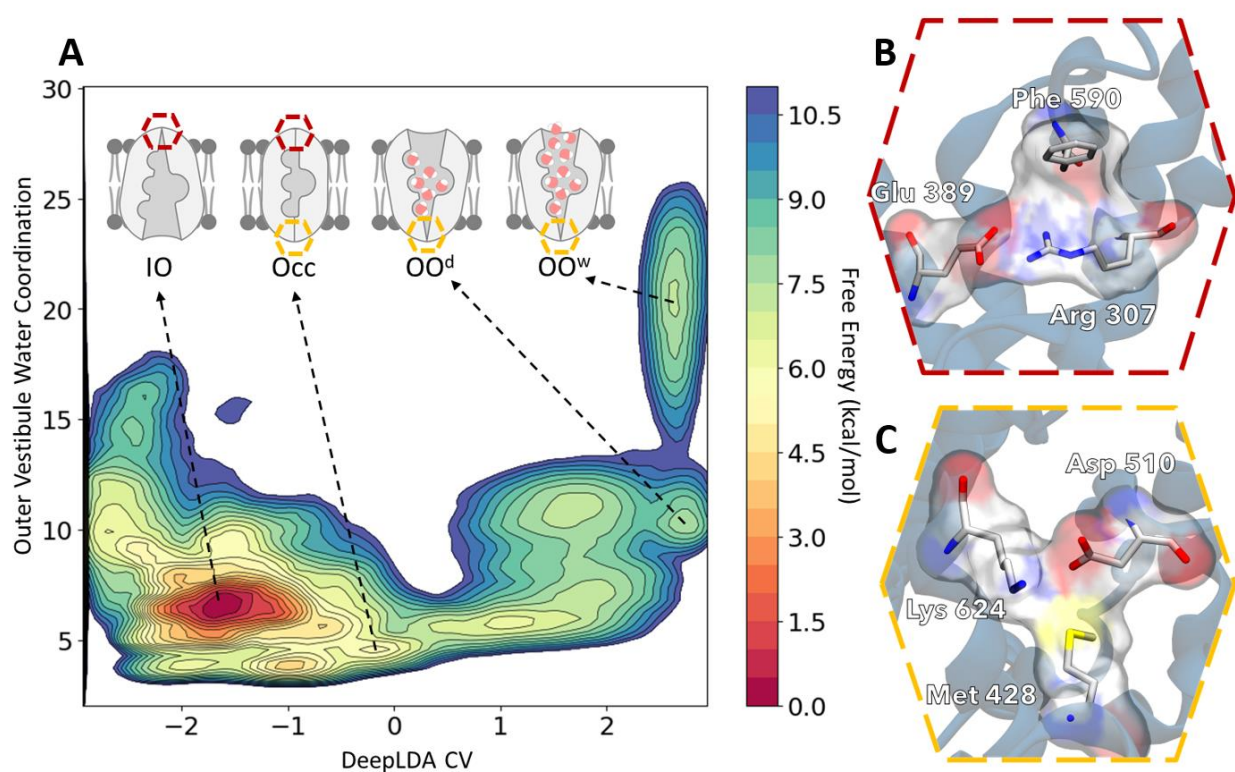 A
30
25
20
15
10
5
Outer Vestibule Water Coordination
IO
Occ
OOᵈ
OOʷ
−2
−1
0
1
2
DeepLDA CV
10.5
9.0
7.5
6.0
4.5
3.0
1.5
0.0
Free Energy (kcal/mol)
B
Phe 590
Glu 389
Arg 307
C
Asp 510
Lys 624
Met 428